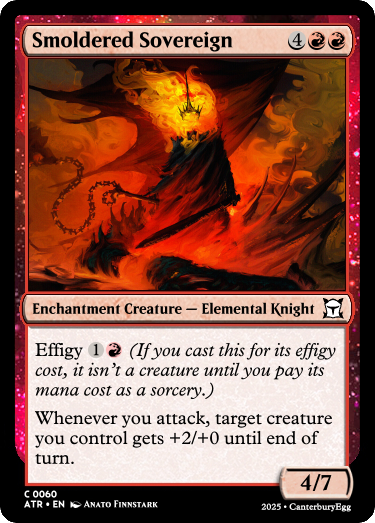 Smoldered Sovereign 4
Enchantment Creature — Elemental Knight
Effigy 1 (If you cast this for its effigy
cost, it isn't a creature until you pay its
mana cost as a sorcery.)
Whenever you attack, target creature
you control gets +2/+0 until end of
turn.
4/7
C 0060
ATR • EN Anato Finnstark
2025 • CanterburyEgg